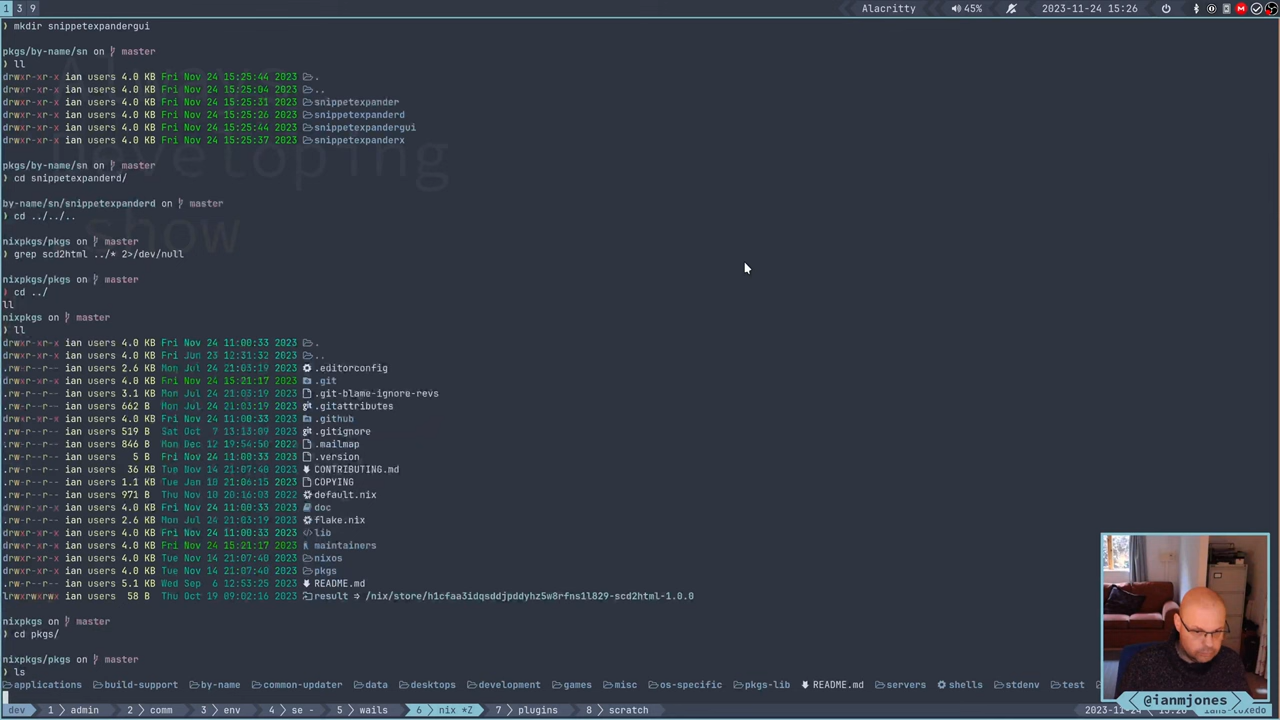 1 3 9 Alacritty 45% 2023-11-24 15:26
❯ mkdir snippetexpandergui
pkgs/by-name/sn on master
❯ ll
drwxr-xr-x ian users 4.0 KB Fri Nov 24 15:25:44 2023 .
drwxr-xr-x ian users 4.0 KB Fri Nov 24 15:25:04 2023 ..
drwxr-xr-x ian users 4.0 KB Fri Nov 24 15:25:31 2023 snippetexpander
drwxr-xr-x ian users 4.0 KB Fri Nov 24 15:25:26 2023 snippetexpanderd
drwxr-xr-x ian users 4.0 KB Fri Nov 24 15:25:44 2023 snippetexpandergui
drwxr-xr-x ian users 4.0 KB Fri Nov 24 15:25:37 2023 snippetexpanderx
Developing
pkgs/by-name/sn on master
❯ cd snippetexpanderd/
by-name/sn/snippetexpanderd on master
❯ cd ../../..
show
nixpkgs/pkgs on master
❯ grep scd2html ../* 2>/dev/null
nixpkgs/pkgs on master
❯ cd ../
ll
nixpkgs on master
❯ ll
drwxr-xr-x ian users 4.0 KB Fri Nov 24 11:00:33 2023 .
drwxr-xr-x ian users 4.0 KB Fri Jun 23 12:31:32 2023 ..
.rw-r--r-- ian users 2.6 KB Mon Jul 24 21:03:19 2023 .editorconfig
drwxr-xr-x ian users 4.0 KB Fri Nov 24 15:21:17 2023 .git
.rw-r--r-- ian users 3.1 KB Mon Jul 24 21:03:19 2023 .git-blame-ignore-revs
.rw-r--r-- ian users 662 B Mon Jul 24 21:03:19 2023 .gitattributes
drwxr-xr-x ian users 4.0 KB Fri Nov 24 11:00:33 2023 .github
.rw-r--r-- ian users 519 B Sat Oct 7 13:13:09 2023 .gitignore
.rw-r--r-- ian users 846 B Mon Dec 12 19:54:50 2022 .mailmap
.rw-r--r-- ian users 5 B Fri Nov 24 11:00:33 2023 .version
.rw-r--r-- ian users 36 KB Tue Nov 14 21:07:40 2023 CONTRIBUTING.md
.rw-r--r-- ian users 1.1 KB Tue Jan 18 21:06:15 2022 COPYING
.rw-r--r-- ian users 971 B Thu Nov 10 20:16:03 2022 default.nix
drwxr-xr-x ian users 4.0 KB Fri Nov 24 11:00:33 2023 doc
.rw-r--r-- ian users 2.6 KB Mon Jul 24 21:03:19 2023 flake.nix
drwxr-xr-x ian users 4.0 KB Fri Nov 24 11:00:33 2023 lib
drwxr-xr-x ian users 4.0 KB Fri Nov 24 15:21:17 2023 maintainers
drwxr-xr-x ian users 4.0 KB Tue Nov 14 21:07:40 2023 nixos
drwxr-xr-x ian users 4.0 KB Tue Nov 14 21:07:40 2023 pkgs
.rw-r--r-- ian users 5.1 KB Wed Sep 6 12:53:25 2023 README.md
lrwxrwxrwx ian users 58 B Thu Oct 19 09:02:16 2023 result ⇒ /nix/store/h1cfaa3idqsddjpddyhz5w8rfns1l829-scd2html-1.0.0
nixpkgs on master
❯ cd pkgs/
nixpkgs/pkgs on master
❯ ls
applications build-support by-name common-updater data desktops development games misc os-specific pkgs-lib README.md servers shells stdenv test
@ianmjones
dev 1 admin 2 comm 3 env 4 se - 5 wails 6 nix *Z 7 plugins 8 scratch 2023-11-24